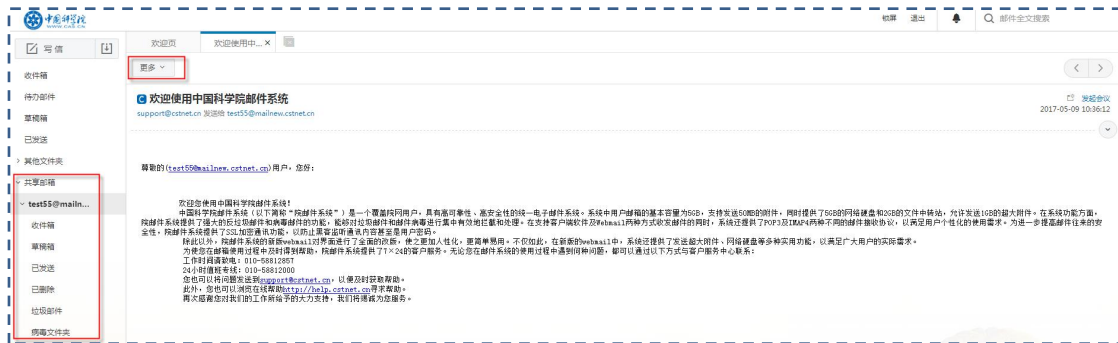 中国科学院
WWW.CAS.CN
锁屏 退出 邮件全文搜索
写信
欢迎页 欢迎使用中... ×
收件箱
待办邮件
草稿箱
已发送
其他文件夹
共享邮箱
test55@mailn...
收件箱
草稿箱
已发送
已删除
垃圾邮件
病毒文件夹
更多
欢迎使用中国科学院邮件系统
发起会议
support@cstnet.cn 发送给 test55@mailnew.cstnet.cn
2017-05-09 10:36:12
尊敬的(test55@mailnew.cstnet.cn)用户，您好：
欢迎您使用中国科学院邮件系统！
中国科学院邮件系统（以下简称“院邮件系统”）是一个覆盖院网用户，具有高可靠性、高安全性的统一电子邮件系统。系统中用户邮箱的基本容量为5GB，支持发送50MB的附件，同时提供了5GB的网络硬盘和2GB的文件中转站，允许发送1GB的超大附件。在系统功能方面，
院邮件系统提供了强大的反垃圾邮件和病毒邮件的功能，能够对垃圾邮件和邮件病毒进行集中有效地拦截和处理。在支持客户端软件及Webmail两种方式收发邮件的同时，系统还提供了POP3及IMAP4两种不同的邮件接收协议，以满足用户个性化的使用需求。为进一步提高邮件往来的安
全性，院邮件系统提供了SSL加密通讯功能，以防止黑客监听通讯内容甚至是用户密码。
除此以外，院邮件系统的新版webmail对界面进行了全面的改版，使之更加人性化，更简单易用。不仅如此，在新版的webmail中，系统还提供了发送超大附件、网络硬盘等多种实用功能，以满足广大用户的实际需求。
为使您在邮箱使用过程中及时得到帮助，院邮件系统提供了7×24的客户服务。无论您在邮件系统的使用过程中遇到何种问题，都可以通过以下方式与客户服务中心联系：
工作时间请致电：010-58812857
24小时值班专线：010-58812000
您也可以将问题发送到support@cstnet.cn，以便及时获取帮助。
此外，您也可以浏览在线帮助http://help.cstnet.cn寻求帮助。
再次感谢您对我们的工作所给予的大力支持，我们将竭诚为您服务。